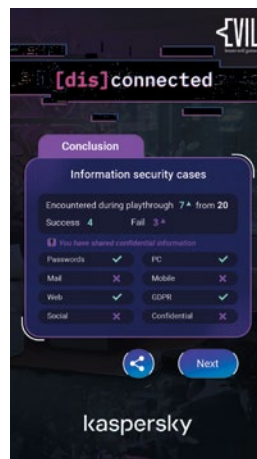 {EVIL
[dis]connected
Conclusion
Information security cases
Encountered during playthrough 7 from 20
Success 4 Fail 3
You have shared confidential information
Passwords PC
Mail Mobile
Web GDPR
Social Confidential
Next
kaspersky